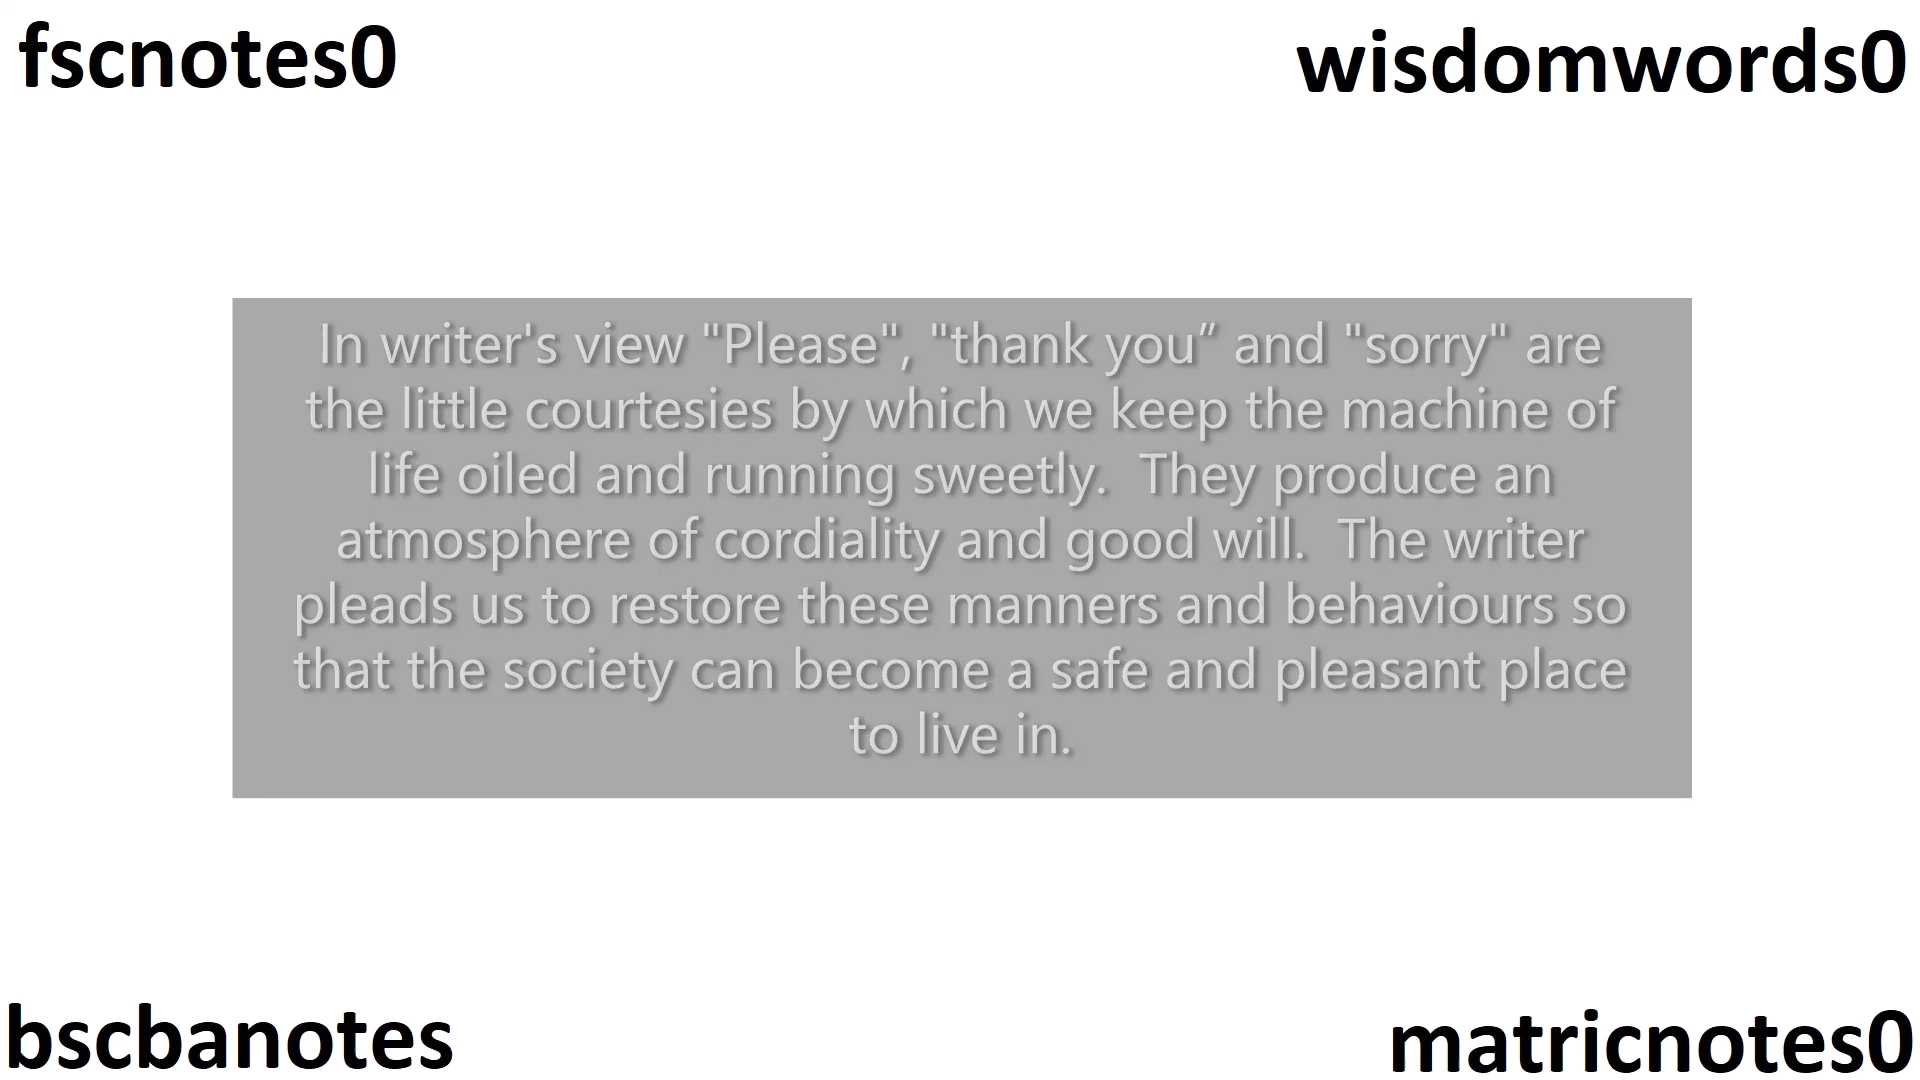 fscnotes0
wisdomwords0
In writer's view "Please", "thank you” and "sorry" are
the little courtesies by which we keep the machine of
life oiled and running sweetly.  They produce an
atmosphere of cordiality and good will.  The writer
pleads us to restore these manners and behaviours so
that the society can become a safe and pleasant place
to live in.
bscbanotes
matricnotes0